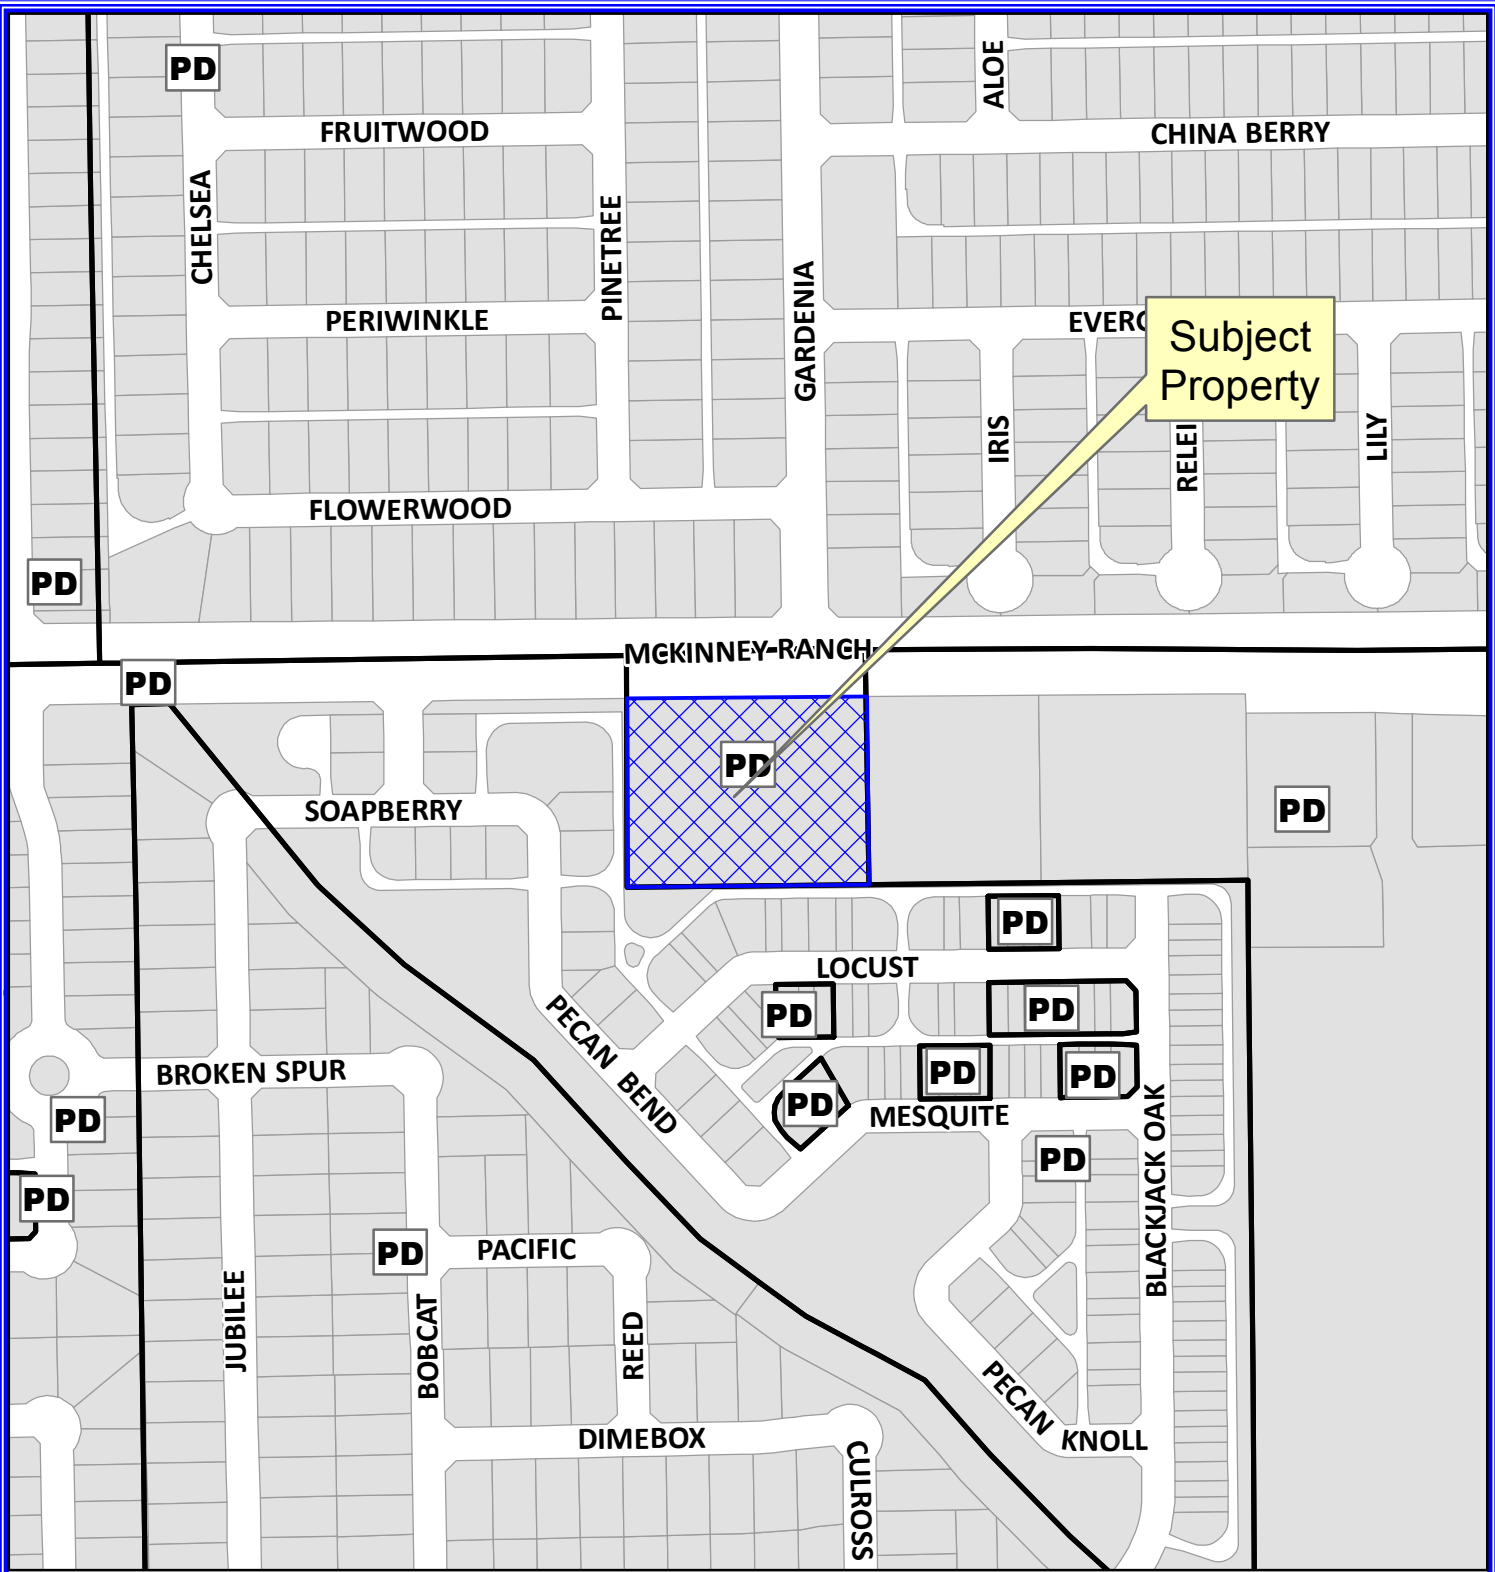 ALOE
PD
FRUITWOOD
CHINA BERRY
CHELSEA
PINETREE
GARDENIA
PERIWINKLE
EVERG
Subject
Property
IRIS
RELEI
LILY
FLOWERWOOD
PD
MCKINNEY RANCH
PD
PD
SOAPBERRY
PD
PD
LOCUST
PD
PD
PECAN BEND
BROKEN SPUR
PD
PD
PD
MESQUITE
PD
PD
BLACKJACK OAK
PD
PD
PD
PACIFIC
JUBILEE
BOBCAT
REED
PECAN KNOLL
DIMEBOX
CULROSS